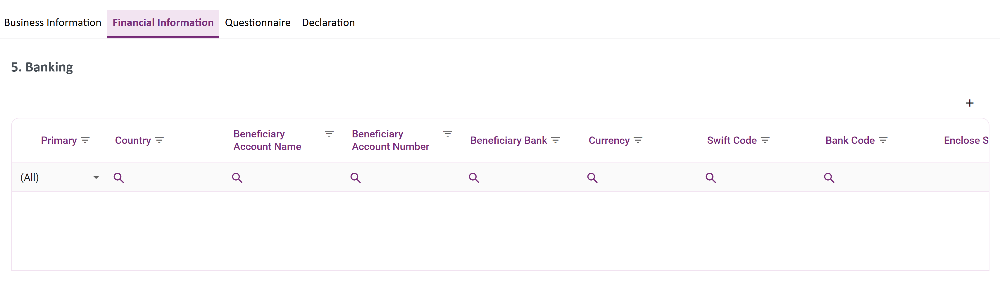 Business Information Financial Information Questionnaire Declaration
5. Banking
+
Primary Country Beneficiary Account Name Beneficiary Account Number Beneficiary Bank Currency Swift Code Bank Code Enclose S
(All)